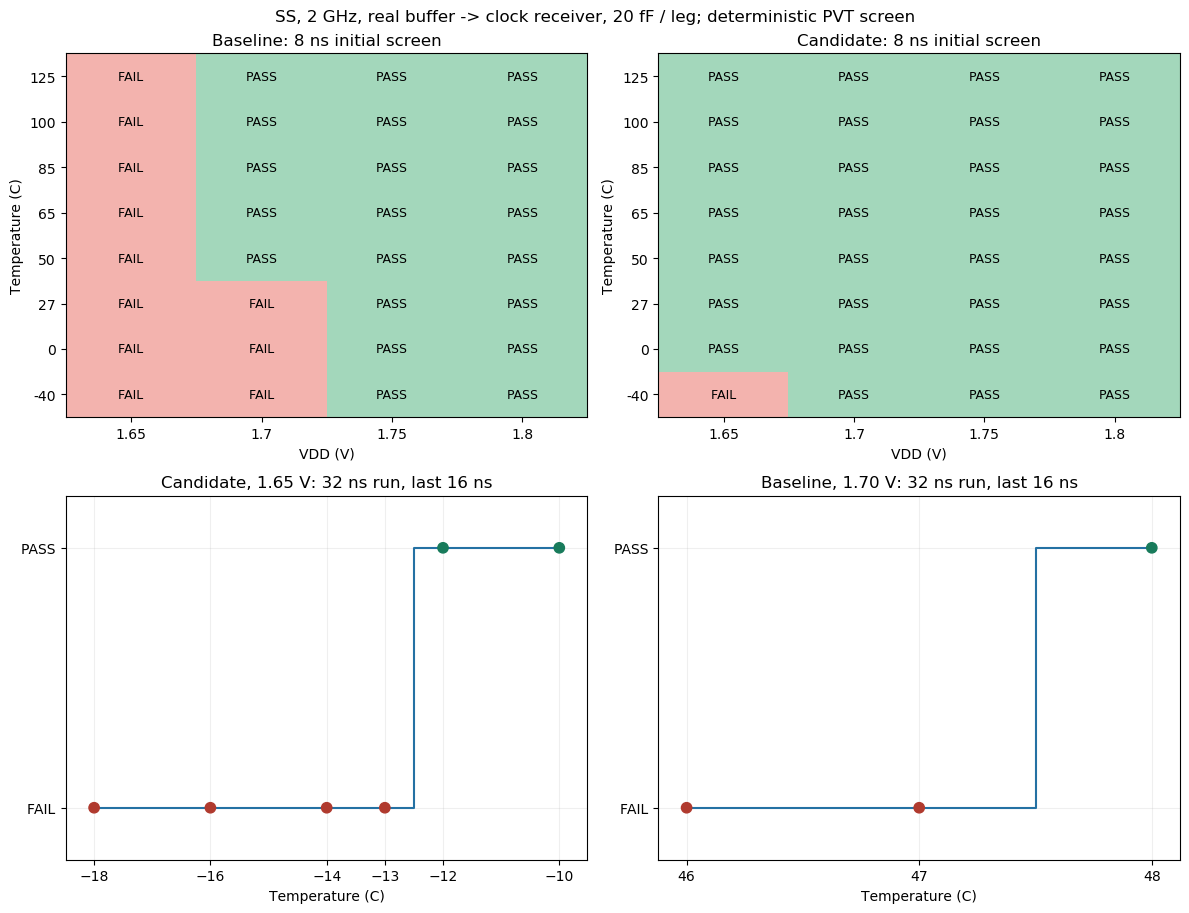 SS, 2 GHz, real buffer -> clock receiver, 20 fF / leg; deterministic PVT screen
Baseline: 8 ns initial screen
Temperature (C)
125 FAIL PASS PASS PASS
100 FAIL PASS PASS PASS
85 FAIL PASS PASS PASS
65 FAIL PASS PASS PASS
50 FAIL PASS PASS PASS
27 FAIL FAIL PASS PASS
0 FAIL FAIL PASS PASS
-40 FAIL FAIL PASS PASS
1.65 1.7 1.75 1.8
VDD (V)
Candidate: 8 ns initial screen
Temperature (C)
125 PASS PASS PASS PASS
100 PASS PASS PASS PASS
85 PASS PASS PASS PASS
65 PASS PASS PASS PASS
50 PASS PASS PASS PASS
27 PASS PASS PASS PASS
0 PASS PASS PASS PASS
-40 FAIL PASS PASS PASS
1.65 1.7 1.75 1.8
VDD (V)
Candidate, 1.65 V: 32 ns run, last 16 ns
PASS
FAIL
−18 −16 −14 −13 −12 −10
Temperature (C)
Baseline, 1.70 V: 32 ns run, last 16 ns
PASS
FAIL
46 47 48
Temperature (C)